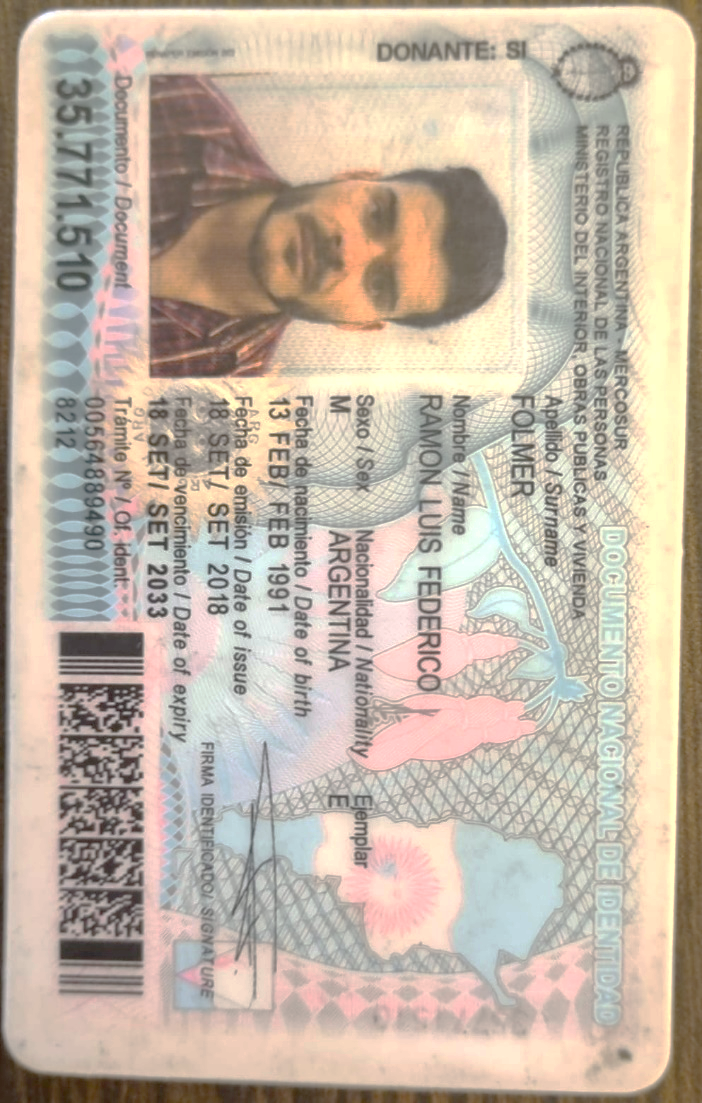 REPUBLICA ARGENTINA - MERCOSUR
REGISTRO NACIONAL DE LAS PERSONAS
MINISTERIO DEL INTERIOR, OBRAS PUBLICAS Y VIVIENDA
DOCUMENTO NACIONAL DE IDENTIDAD
DONANTE: SI
Apellido / Surname
FOLMER
Nombre / Name
RAMON LUIS FEDERICO
Sexo / Sex Nacionalidad / Nationality Ejemplar
M ARGENTINA E
Fecha de nacimiento / Date of birth
13 FEB/ FEB 1991
Fecha de emisión / Date of issue
18 SET/ SET 2018
Fecha de vencimiento / Date of expiry
18 SET/ SET 2033
FIRMA IDENTIFICADO/ SIGNATURE
Documento / Document
35.771.510
Trámite Nº / Of. ident.
00564889490
8212
ARG
ARG